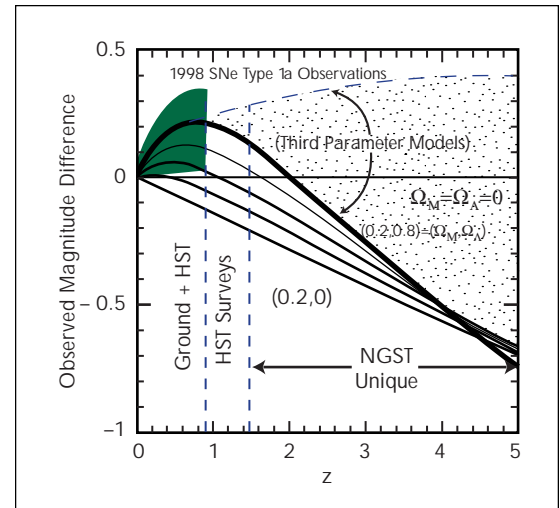 0.5
1998 SNe Type 1a Observations
(Third Parameter Models)
0
Ω_M=Ω_Λ=0
(0.2,0.8)=(Ω_M,Ω_Λ)
Observed Magnitude Difference
Ground + HST
HST Surveys
(0.2,0)
– 0.5
NGST
Unique
–1
0 1 2 3 4 5
z